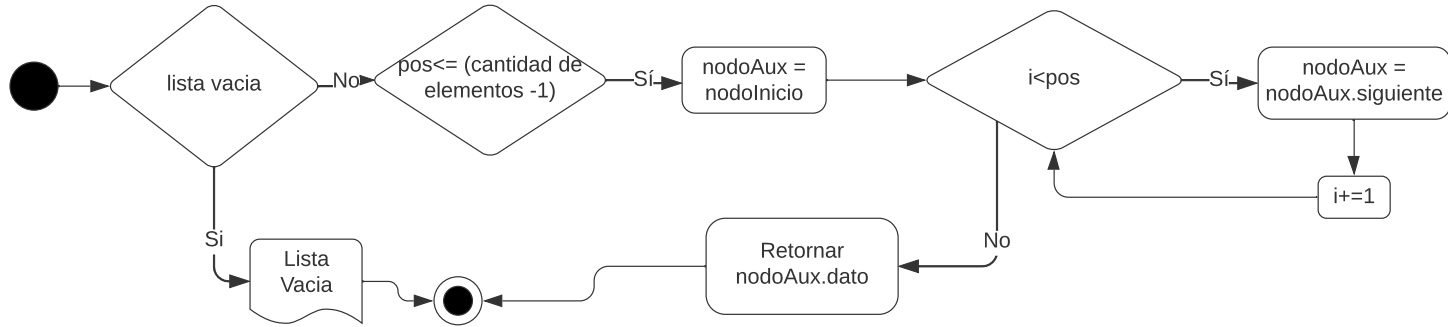 lista vacia
No
pos<= (cantidad de
elementos -1)
Sí
nodoAux =
nodoInicio
i<pos
Sí
nodoAux =
nodoAux.siguiente
i+=1
Si
Lista
Vacia
Retornar
nodoAux.dato
No